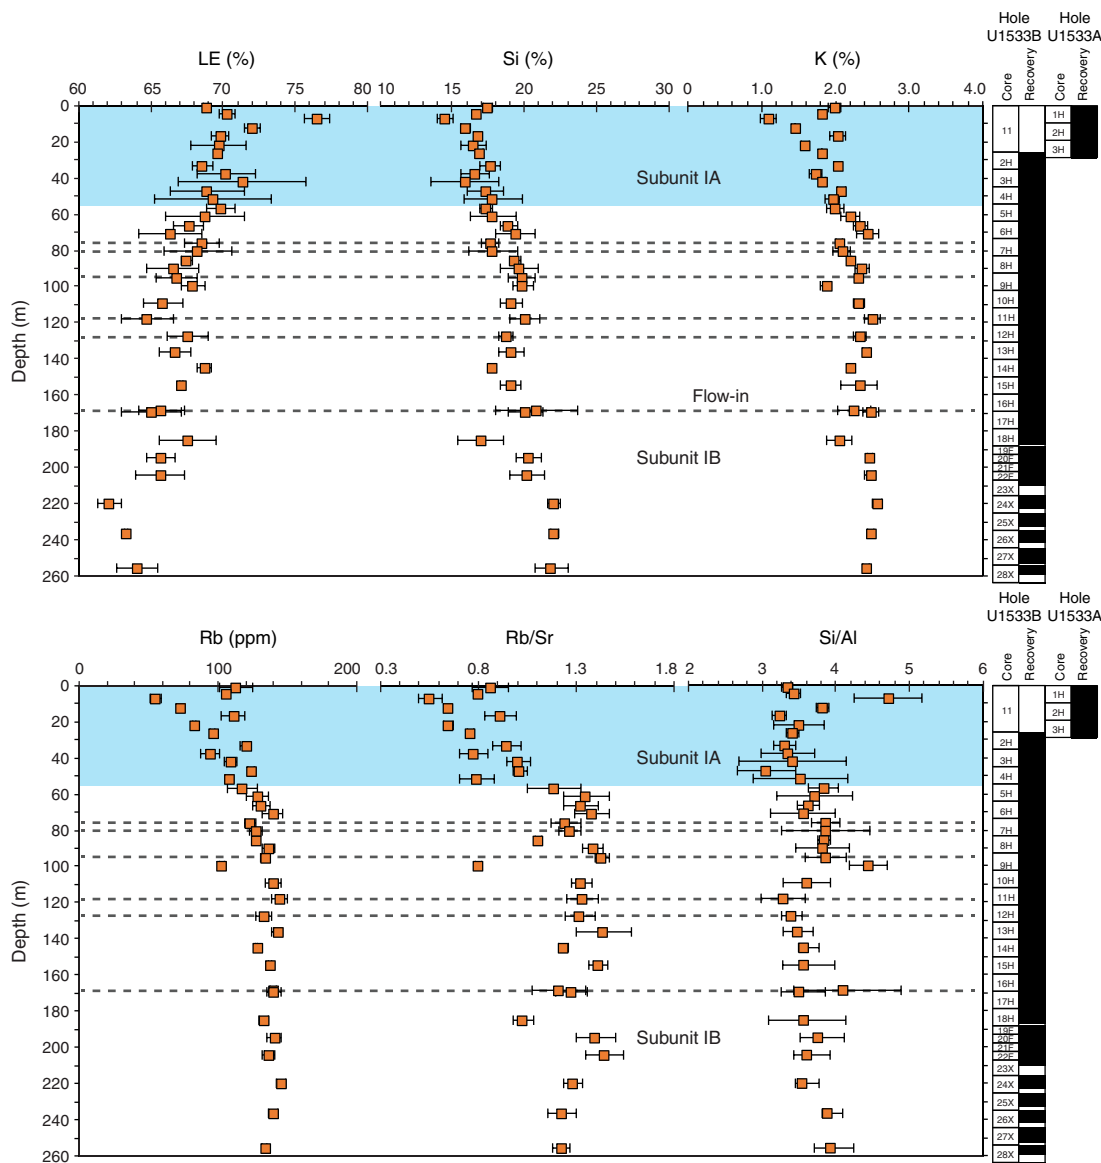 Hole Hole
U1533B U1533A
LE (%) Si (%) K (%)
Core Recovery Core Recovery
60 65 70 75 80 10 15 20 25 30 0 1.0 2.0 3.0 4.0
0
20
40
60
80
100
120
140
160
180
200
220
240
260
Depth (m)
Subunit IA
Flow-in
Subunit IB
11
2H
3H
4H
5H
6H
7H
8H
9H
10H
11H
12H
13H
14H
15H
16H
17H
18H
19F
20F
21F
22F
23X
24X
25X
26X
27X
28X
1H
2H
3H
Hole Hole
U1533B U1533A
Rb (ppm) Rb/Sr Si/Al
Core Recovery Core Recovery
0 100 200 0.3 0.8 1.3 1.8 2 3 4 5 6
0
20
40
60
80
100
120
140
160
180
200
220
240
260
Depth (m)
Subunit IA
Subunit IB
11
2H
3H
4H
5H
6H
7H
8H
9H
10H
11H
12H
13H
14H
15H
16H
17H
18H
19F
20F
21F
22F
23X
24X
25X
26X
27X
28X
1H
2H
3H